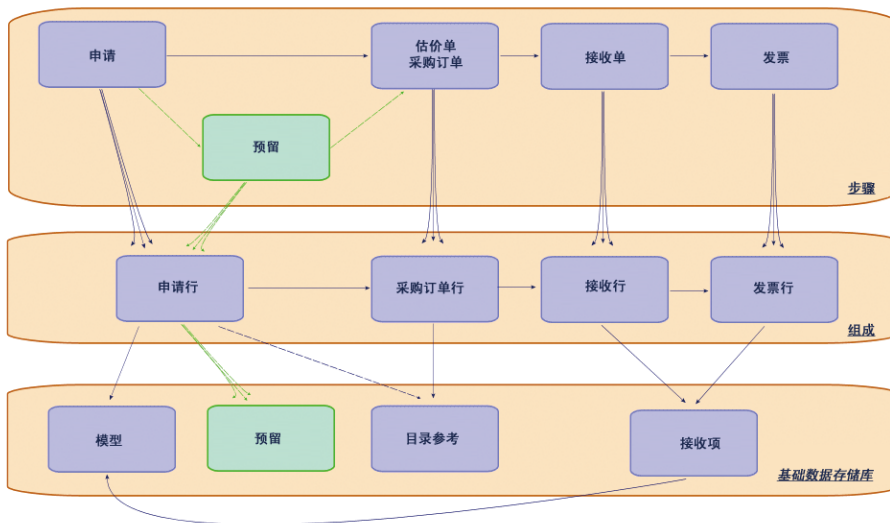 申请
估价单
采购订单
接收单
发票
预留
步骤
申请行
采购订单行
接收行
发票行
组成
模型
预留
目录参考
接收项
基础数据存储库